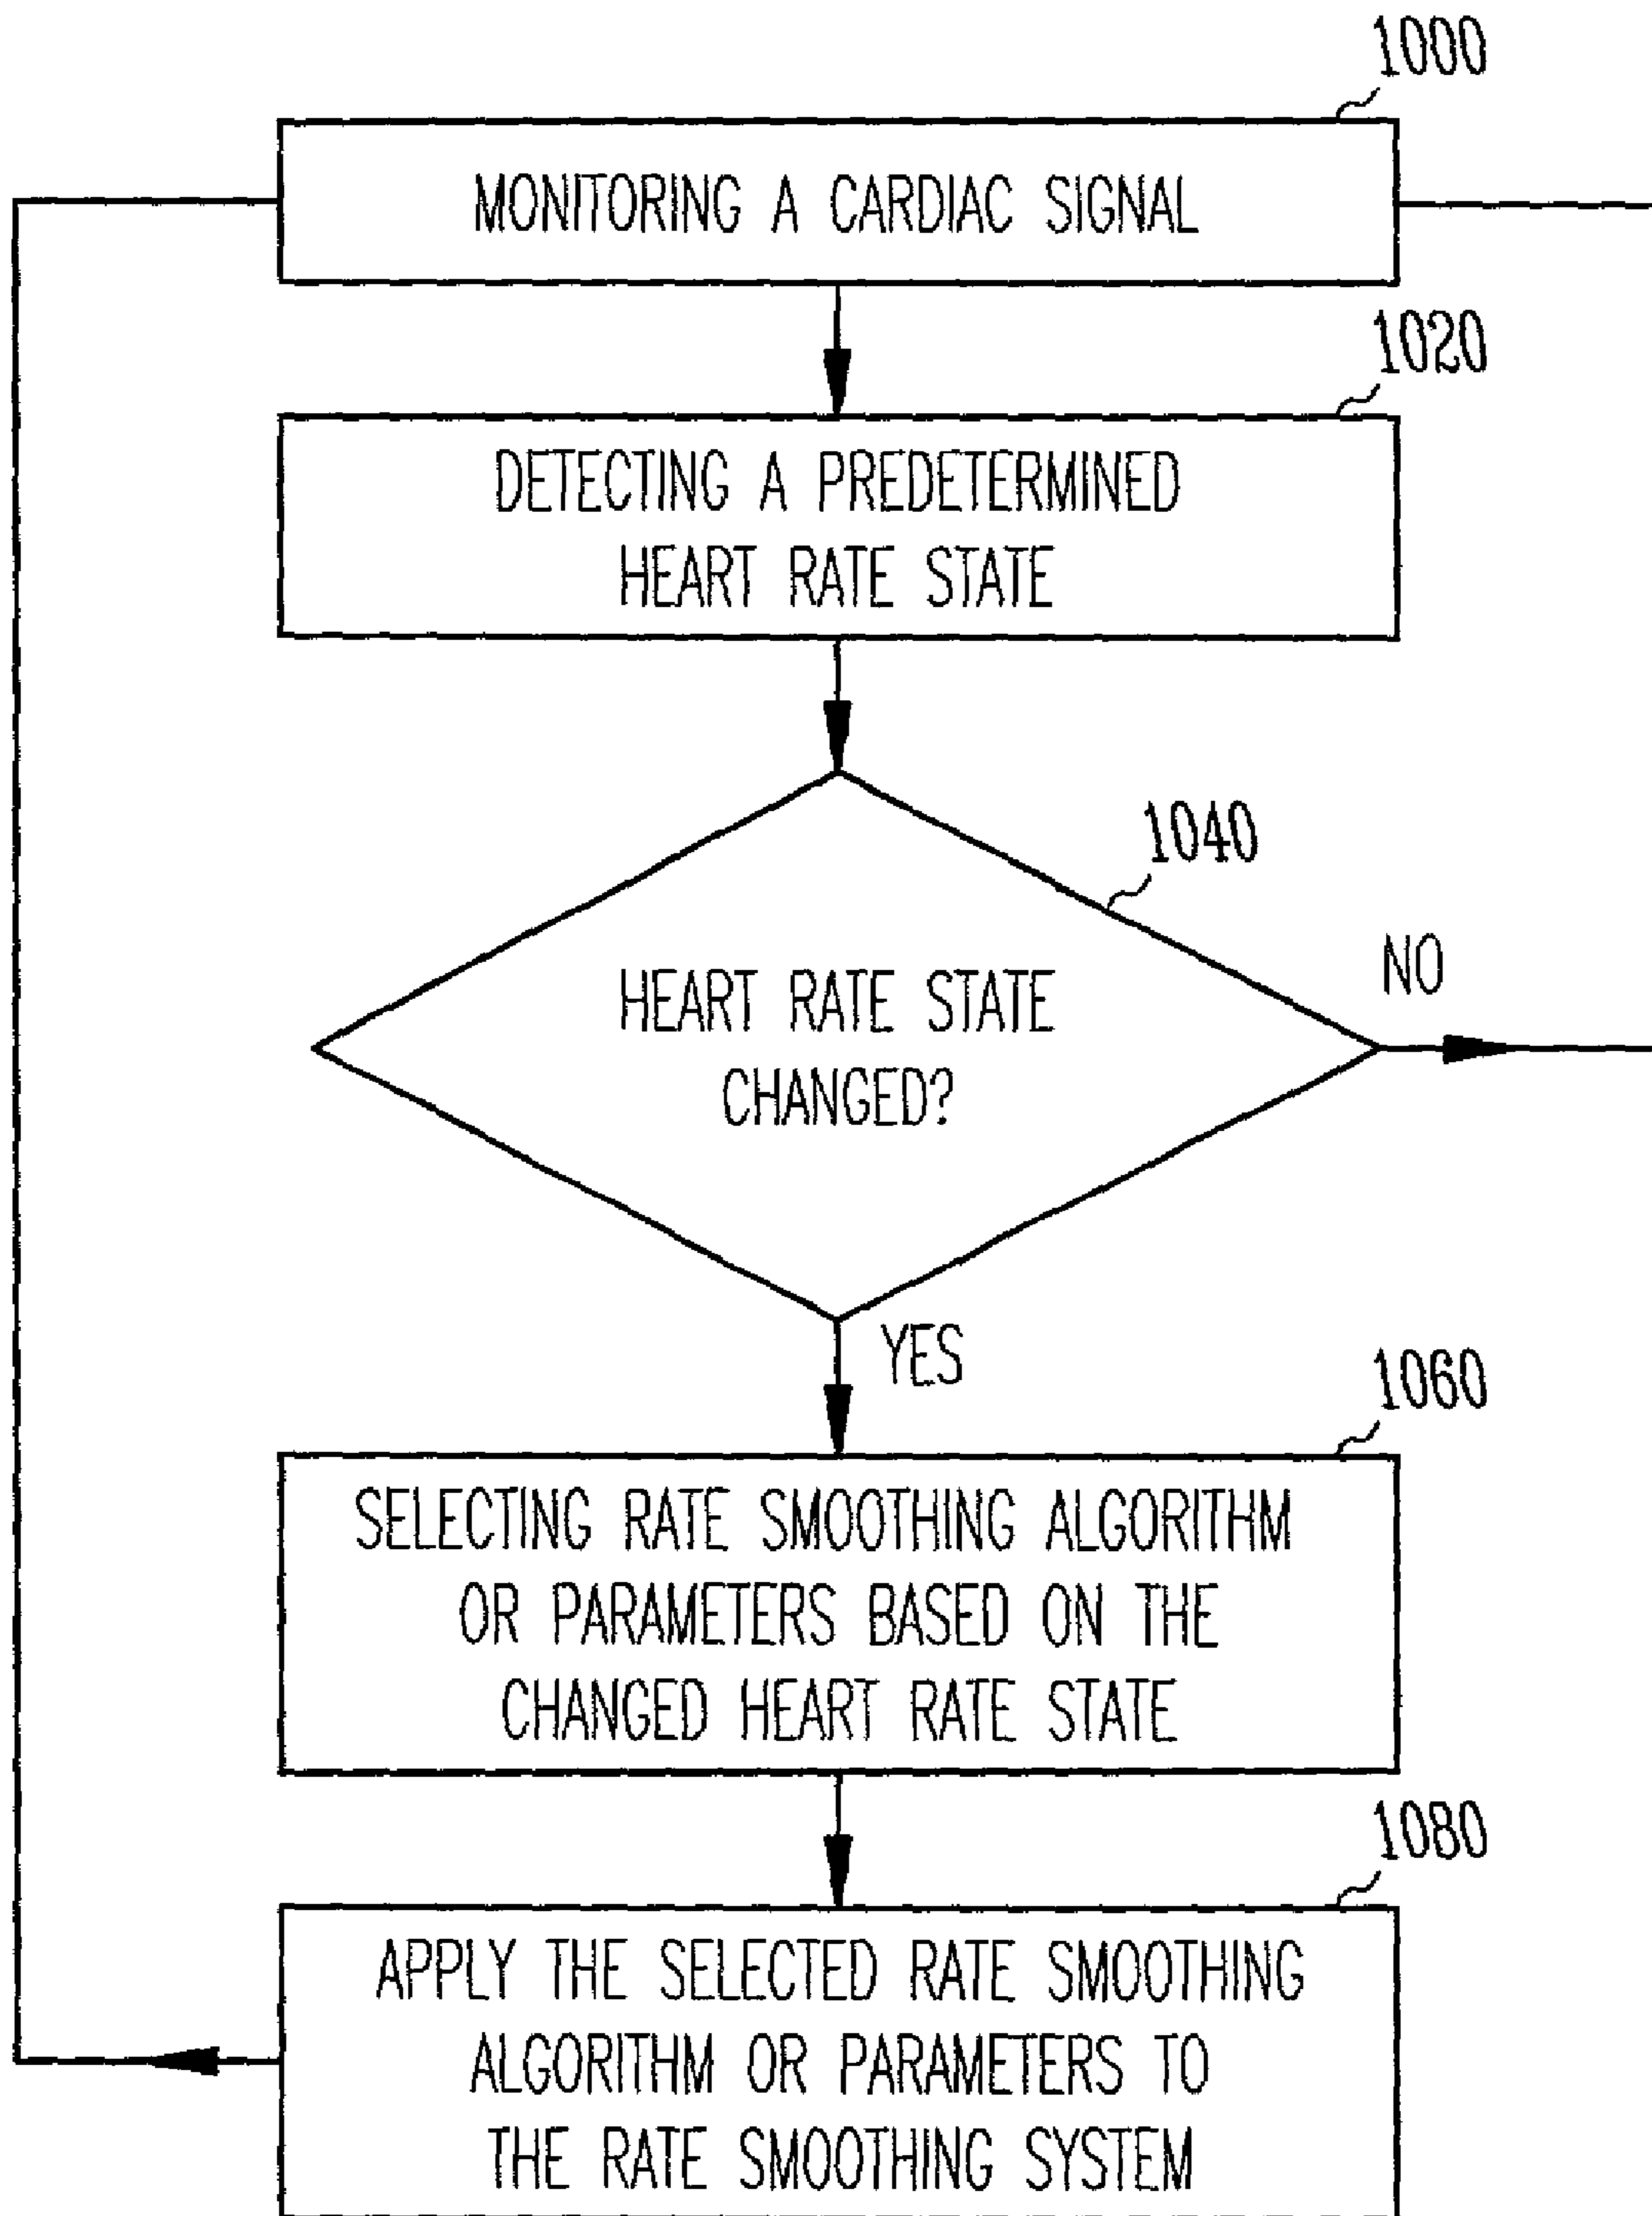 1000
MONITORING A CARDIAC SIGNAL
1020
DETECTING A PREDETERMINED
HEART RATE STATE
1040
HEART RATE STATE
CHANGED?
NO
YES
1060
SELECTING RATE SMOOTHING ALGORITHM
OR PARAMETERS BASED ON THE
CHANGED HEART RATE STATE
1080
APPLY THE SELECTED RATE SMOOTHING
ALGORITHM OR PARAMETERS TO
THE RATE SMOOTHING SYSTEM